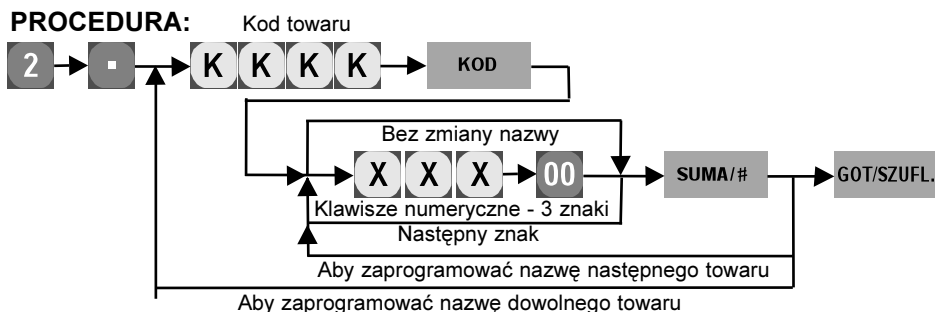 PROCEDURA: Kod towaru
2 . K K K K KOD
Bez zmiany nazwy
X X X 00 SUMA/# GOT/SZUFL.
Klawisze numeryczne - 3 znaki
Następny znak
Aby zaprogramować nazwę następnego towaru
Aby zaprogramować nazwę dowolnego towaru